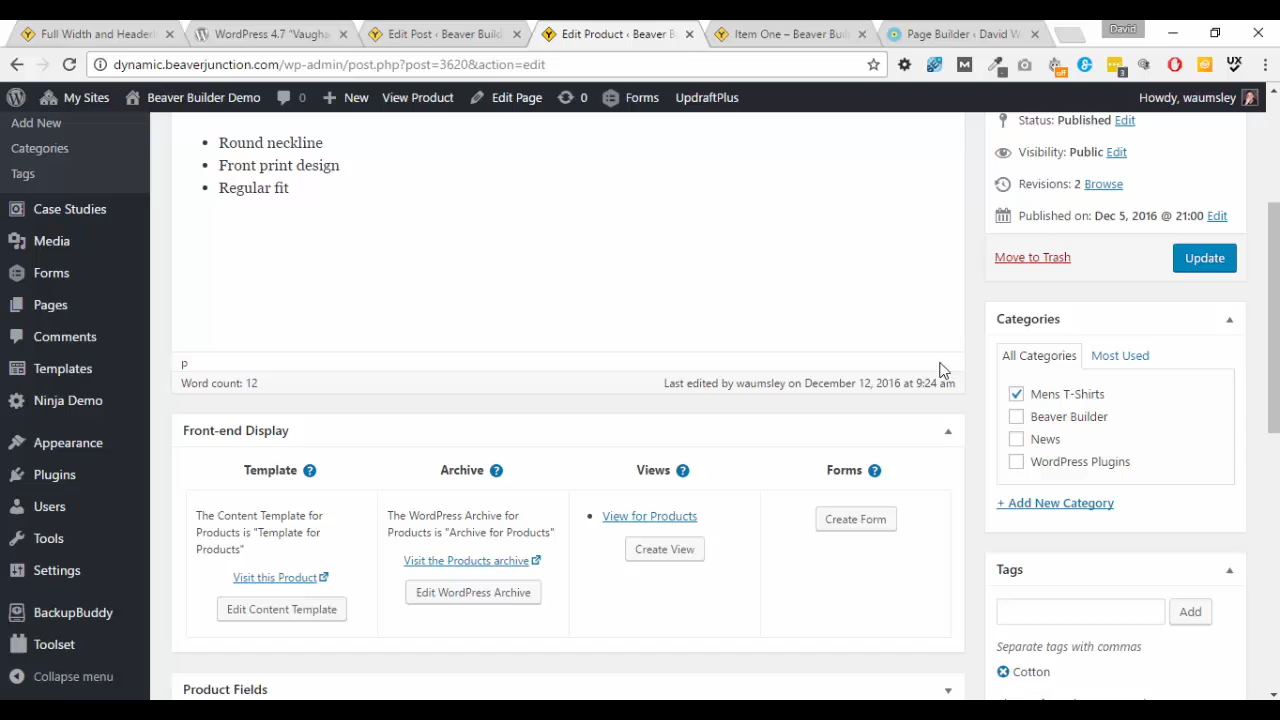 Full Width and Headerl
WordPress 4.7 "Vaugha
Edit Post ‹ Beaver Build
Edit Product ‹ Beaver B
Item One – Beaver Buil
Page Builder ‹ David W
David
dynamic.beaverjunction.com/wp-admin/post.php?post=3620&action=edit
My Sites
Beaver Builder Demo
0
New
View Product
Edit Page
0
Forms
UpdraftPlus
Howdy, waumsley
Add New
Categories
Tags
Case Studies
Media
Forms
Pages
Comments
Templates
Ninja Demo
Appearance
Plugins
Users
Tools
Settings
BackupBuddy
Toolset
Collapse menu
• Round neckline
• Front print design
• Regular fit
p
Word count: 12
Last edited by waumsley on December 12, 2016 at 9:24 am
Front-end Display
Template ?
The Content Template for
Products is "Template for
Products"
Visit this Product
Edit Content Template
Archive ?
The WordPress Archive for
Products is "Archive for Products"
Visit the Products archive
Edit WordPress Archive
Views ?
• View for Products
Create View
Forms ?
Create Form
Product Fields
Status: Published Edit
Visibility: Public Edit
Revisions: 2 Browse
Published on: Dec 5, 2016 @ 21:00 Edit
Move to Trash
Update
Categories
All Categories
Most Used
Mens T-Shirts
Beaver Builder
News
WordPress Plugins
+ Add New Category
Tags
Add
Separate tags with commas
Cotton